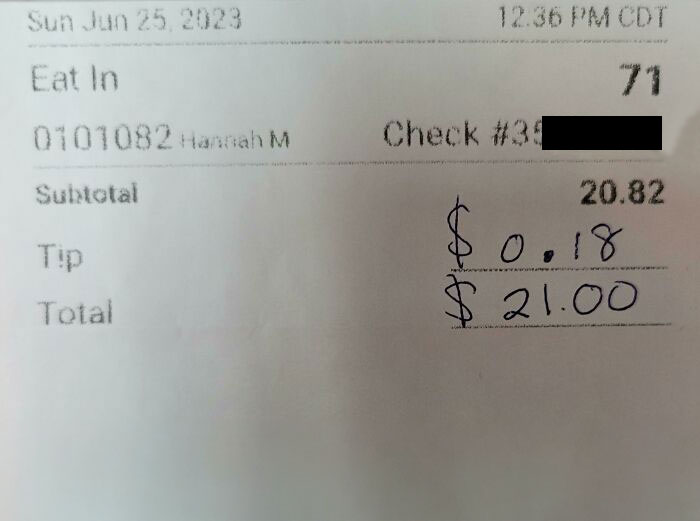 Sun Jun 25, 2023 12:36 PM CDT
Eat In 71
0101082 Hannah M Check #35
Subtotal 20.82
Tip $ 0.18
Total $ 21.00